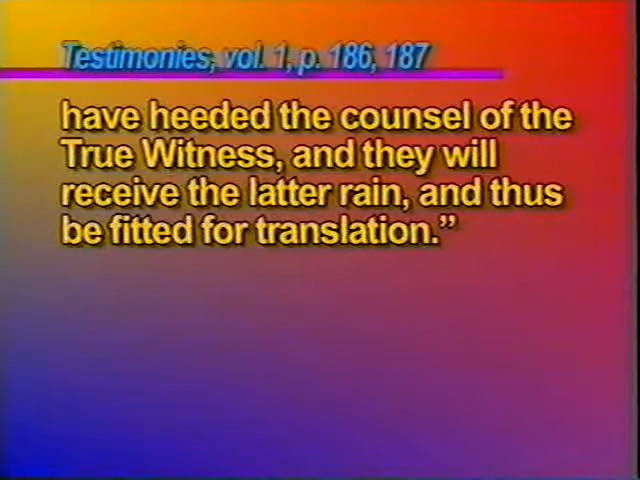 Testimonies, vol. 1, p. 186, 187
have heeded the counsel of the
True Witness, and they will
receive the latter rain, and thus
be fitted for translation.”